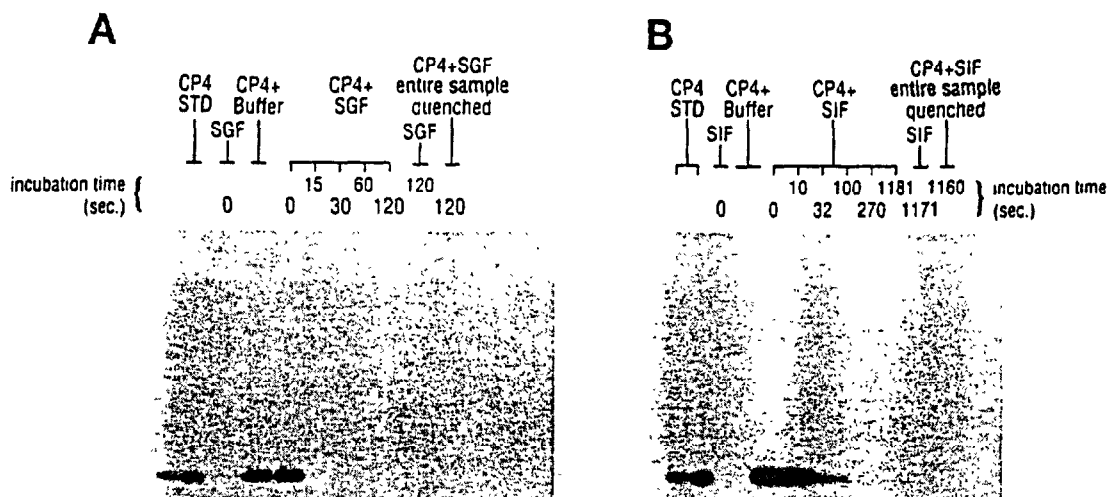 A
CP4
STD
SGF
CP4+
Buffer
CP4+
SGF
CP4+SGF
entire sample
quenched
SGF
incubation time
(sec.)
15 60 120
0 0 30 120 120
B
CP4
STD
SIF
CP4+
Buffer
CP4+
SIF
CP4+SIF
entire sample
quenched
SIF
10 100 1181 1160
0 0 32 270 1171
incubation time
(sec.)